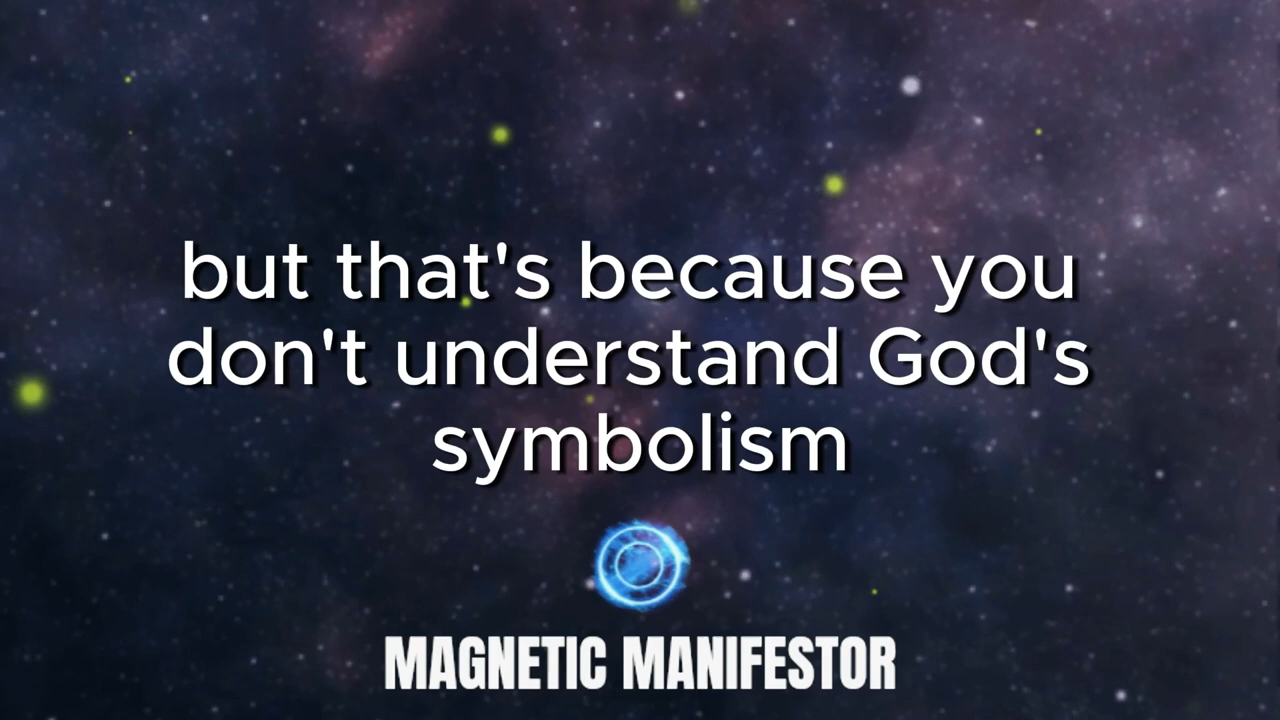 but that's because you
don't understand God's
symbolism
MAGNETIC MANIFESTOR